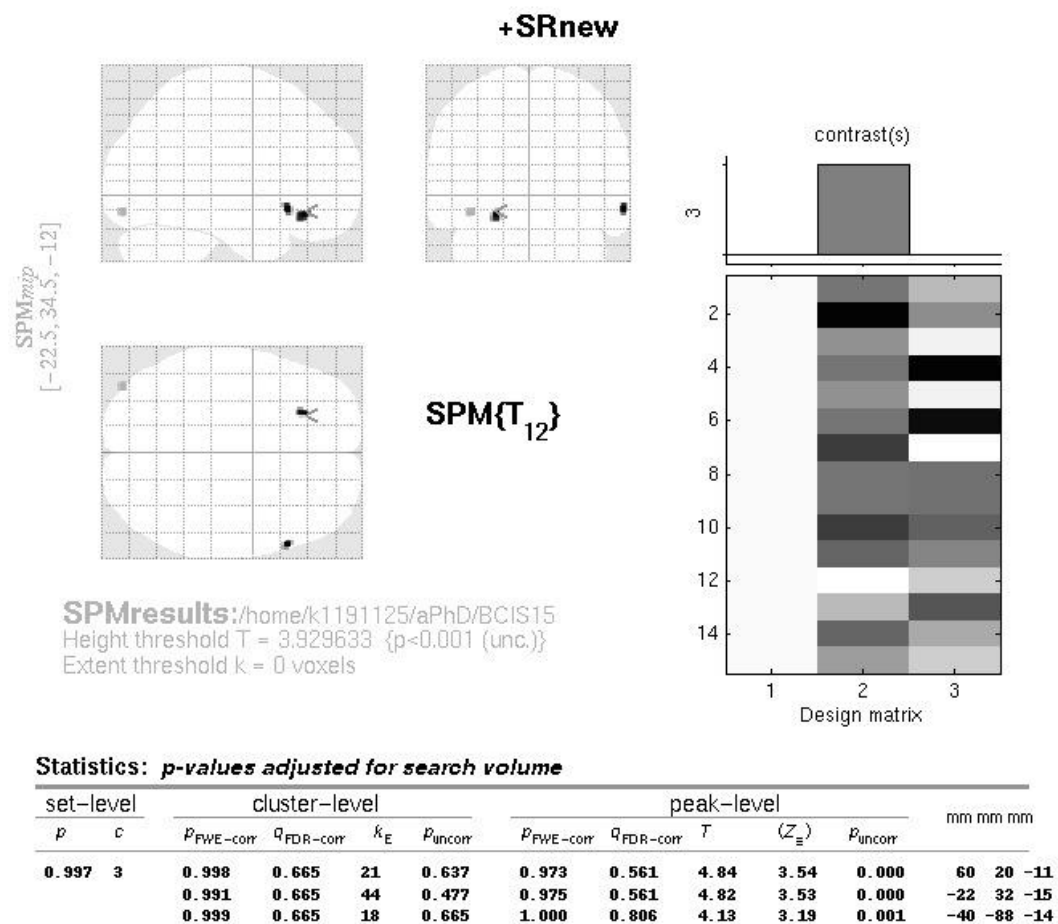 +SRnew
SPMmip
[-22.5, 34.5, -12]
SPM{T12}
contrast(s)
3
2
4
6
8
10
12
14
1 2 3
Design matrix
SPMresults:/home/k1191125/aPhD/BCIS15
Height threshold T = 3.929633 {p<0.001 (unc.)}
Extent threshold k = 0 voxels
Statistics: p-values adjusted for search volume
set-level cluster-level peak-level mm mm mm
p c pFWE-corr qFDR-corr kE puncorr pFWE-corr qFDR-corr T (Z≡) puncorr
0.997 3 0.998 0.665 21 0.637 0.973 0.561 4.84 3.54 0.000 60 20 -11
0.991 0.665 44 0.477 0.975 0.561 4.82 3.53 0.000 -22 32 -15
0.999 0.665 18 0.665 1.000 0.806 4.13 3.19 0.001 -40 -88 -14